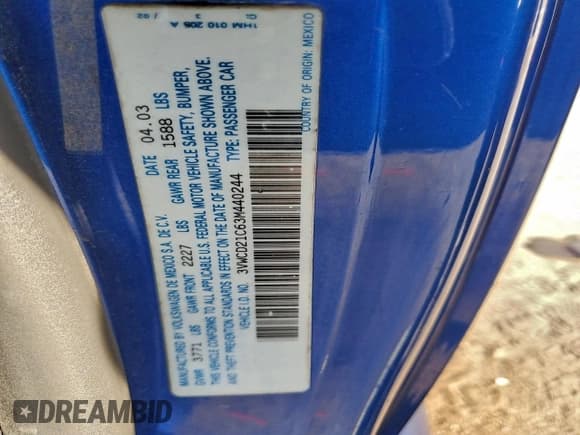 MANUFACTURED BY VOLKSWAGEN DE MEXICO S.A. DE C.V. DATE 04.03
GVWR 3771 LBS GAWR FRONT 2227 LBS GAWR REAR 1588 LBS
THIS VEHICLE CONFORMS TO ALL APPLICABLE U.S. FEDERAL MOTOR VEHICLE SAFETY, BUMPER,
AND THEFT PREVENTION STANDARDS IN EFFECT ON THE DATE OF MANUFACTURE SHOWN ABOVE.
VEHICLE I.D. NO. 3VWCD21C63M440244 TYPE: PASSENGER CAR
1HM 010 205 A
COUNTRY OF ORIGIN: MEXICO
DREAMBID